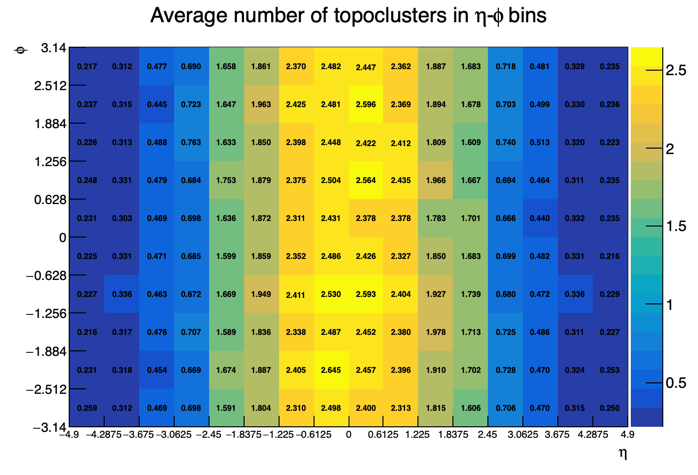 Average number of topoclusters in η-ϕ bins
ϕ
3.14 0.217 0.312 0.477 0.690 1.658 1.861 2.370 2.482 2.447 2.362 1.887 1.683 0.718 0.481 0.328 0.235
2.5
2.512 0.237 0.315 0.445 0.723 1.647 1.963 2.425 2.481 2.596 2.369 1.894 1.678 0.703 0.499 0.330 0.236
1.884 0.226 0.313 0.488 0.763 1.633 1.850 2.398 2.448 2.422 2.412 1.809 1.609 0.740 0.513 0.320 0.223
2
1.256 0.248 0.331 0.479 0.684 1.753 1.879 2.375 2.504 2.564 2.435 1.966 1.667 0.694 0.464 0.311 0.235
0.628 0.231 0.303 0.469 0.698 1.636 1.872 2.311 2.431 2.378 2.378 1.783 1.701 0.666 0.440 0.332 0.235
1.5
0 0.225 0.331 0.471 0.685 1.599 1.859 2.352 2.486 2.426 2.327 1.850 1.683 0.699 0.482 0.331 0.216
−0.628 0.227 0.336 0.463 0.672 1.669 1.949 2.411 2.530 2.593 2.404 1.927 1.739 0.680 0.472 0.336 0.229
1
−1.256 0.216 0.317 0.476 0.707 1.589 1.836 2.338 2.487 2.452 2.380 1.978 1.713 0.725 0.486 0.311 0.227
−1.884 0.231 0.318 0.454 0.669 1.674 1.887 2.405 2.645 2.457 2.396 1.910 1.702 0.728 0.470 0.324 0.253
0.5
−2.512 0.259 0.312 0.469 0.698 1.591 1.804 2.310 2.498 2.400 2.313 1.815 1.606 0.706 0.470 0.315 0.250
−3.14
−4.9 −4.2875 −3.675 −3.0625 −2.45 −1.8375 −1.225 −0.6125 0 0.6125 1.225 1.8375 2.45 3.0625 3.675 4.2875 4.9
η